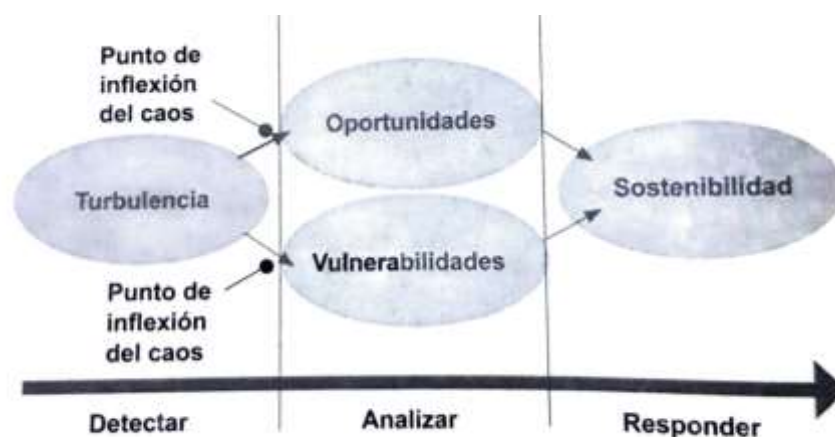 Punto de
inflexión
del caos
Oportunidades
Turbulencia
Sostenibilidad
Vulnerabilidades
Punto de
inflexión
del caos
Detectar
Analizar
Responder